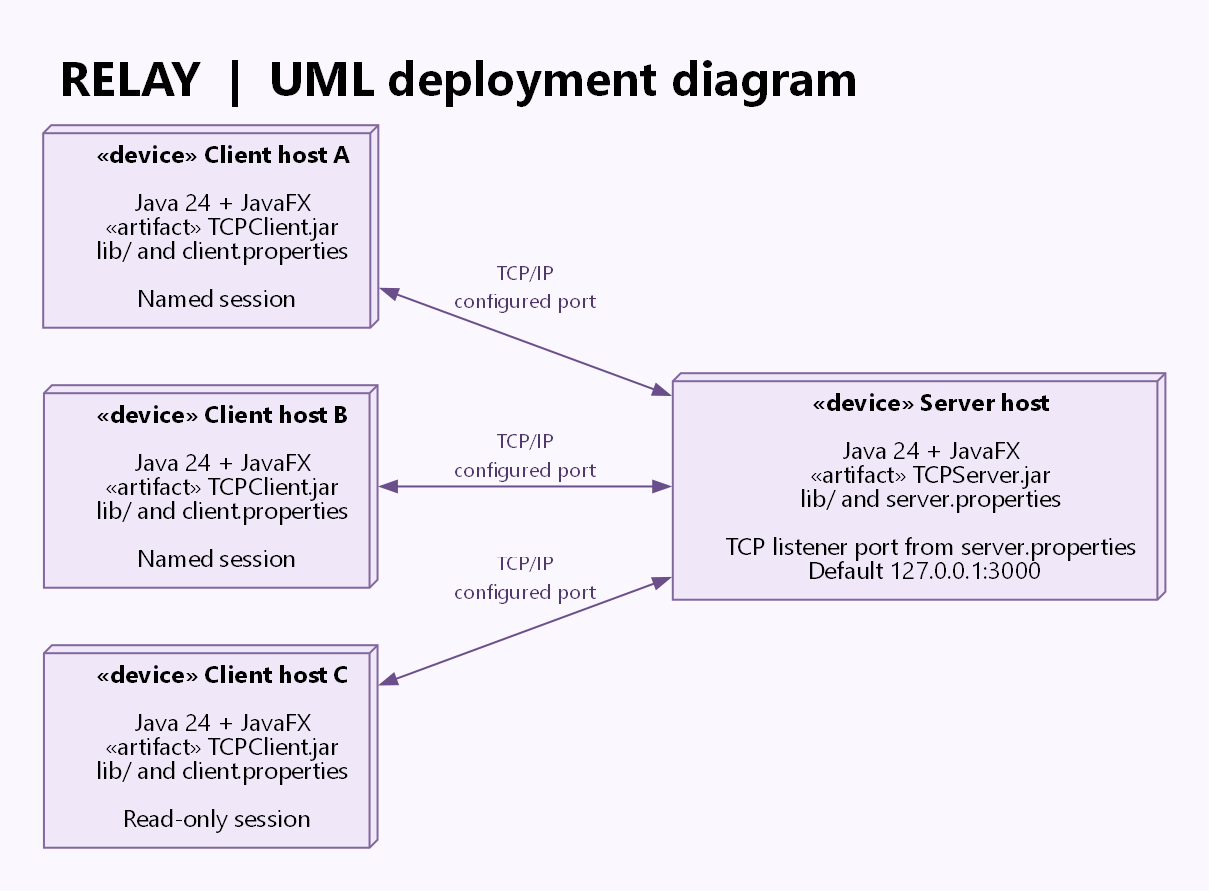 RELAY | UML deployment diagram
«device» Client host A
Java 24 + JavaFX
«artifact» TCPClient.jar
lib/ and client.properties
Named session
TCP/IP
configured port
«device» Client host B
Java 24 + JavaFX
«artifact» TCPClient.jar
lib/ and client.properties
Named session
TCP/IP
configured port
«device» Server host
Java 24 + JavaFX
«artifact» TCPServer.jar
lib/ and server.properties
TCP listener port from server.properties
Default 127.0.0.1:3000
TCP/IP
configured port
«device» Client host C
Java 24 + JavaFX
«artifact» TCPClient.jar
lib/ and client.properties
Read-only session